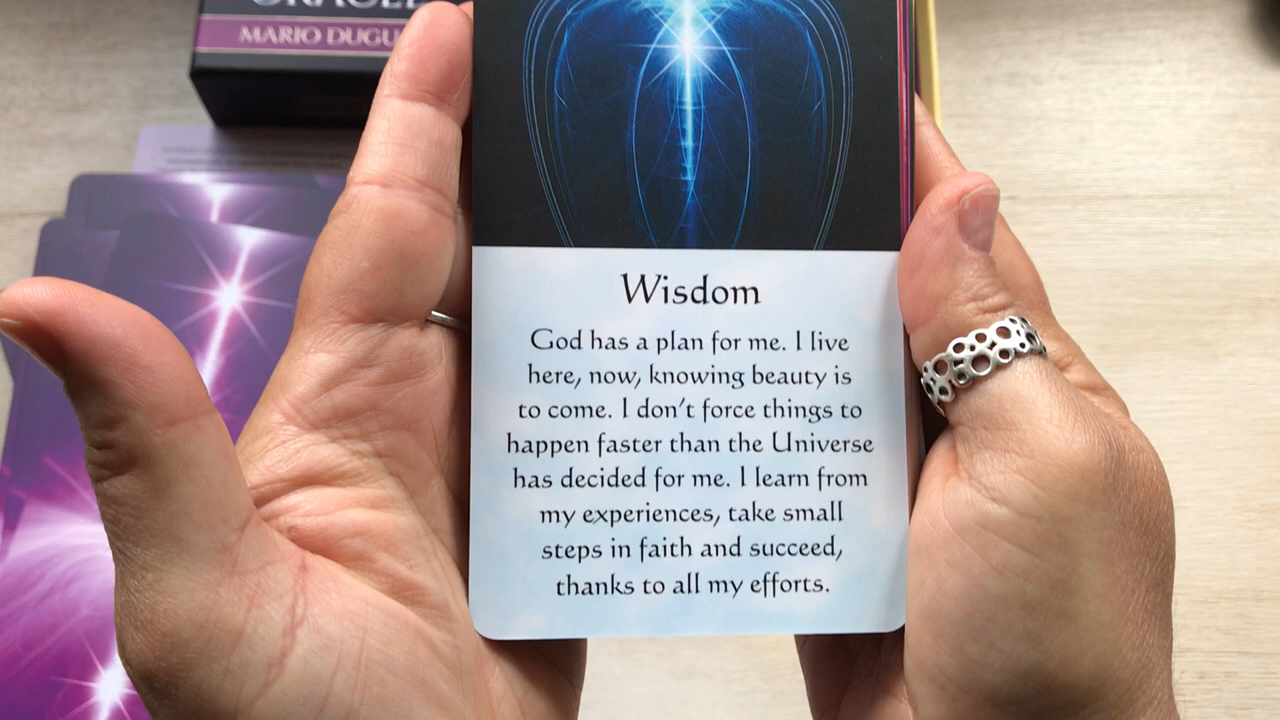 MARIO DUGU
Wisdom
God has a plan for me. I live
here, now, knowing beauty is
to come. I don't force things to
happen faster than the Universe
has decided for me. I learn from
my experiences, take small
steps in faith and succeed,
thanks to all my efforts.